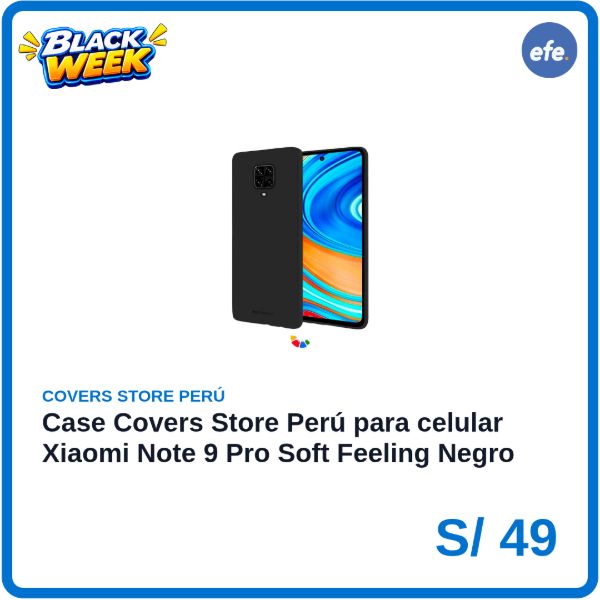 BLACK
WEEK
efe.
COVERS STORE PERÚ
Case Covers Store Perú para celular
Xiaomi Note 9 Pro Soft Feeling Negro
S/ 49